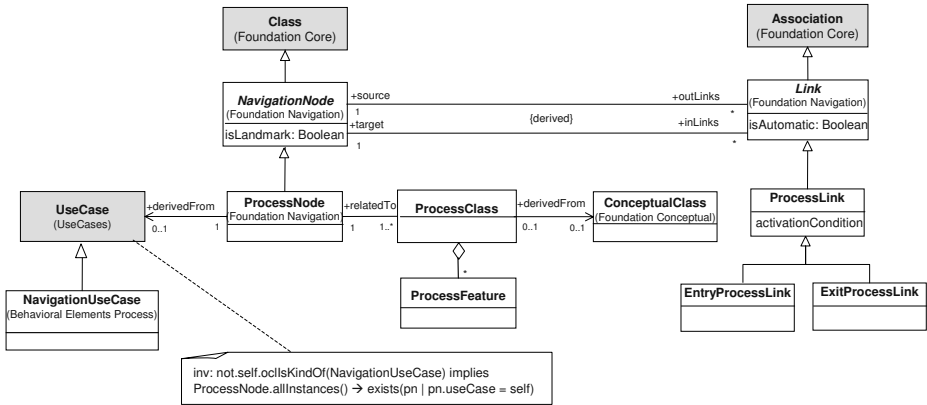 Class
(Foundation Core)
Association
(Foundation Core)
NavigationNode
(Foundation Navigation)
isLandmark: Boolean
+source
1
+outLinks
*
{derived}
+target
1
+inLinks
*
Link
(Foundation Navigation)
isAutomatic: Boolean
UseCase
(UseCases)
+derivedFrom
0..1
1
ProcessNode
(Foundation Navigation)
+relatedTo
1
1..*
ProcessClass
+derivedFrom
0..1
0..1
ConceptualClass
(Foundation Conceptual)
ProcessLink
activationCondition
*
NavigationUseCase
(Behavioral Elements Process)
ProcessFeature
EntryProcessLink
ExitProcessLink
inv: not.self.oclIsKindOf(NavigationUseCase) implies
ProcessNode.allInstances() → exists(pn | pn.useCase = self)